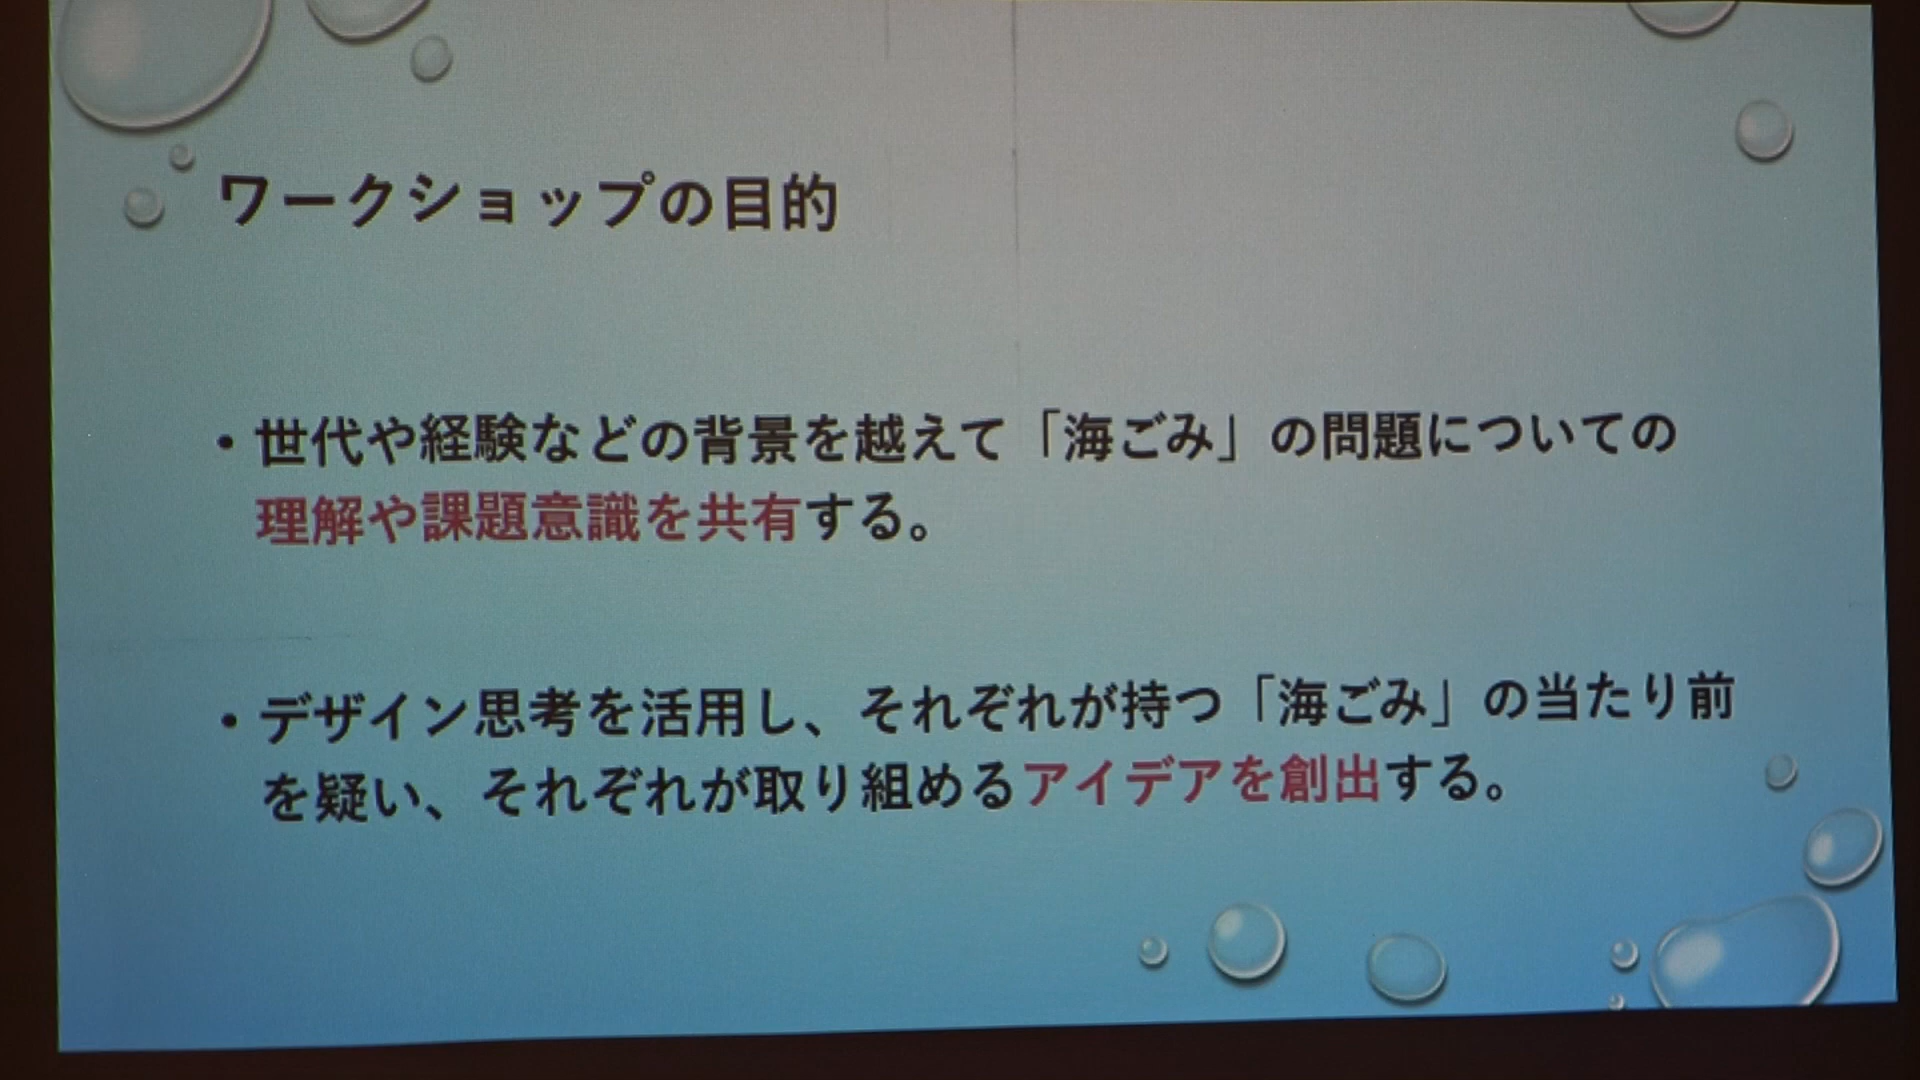 ワークショップの目的
・世代や経験などの背景を越えて「海ごみ」の問題についての
理解や課題意識を共有する。
・デザイン思考を活用し、それぞれが持つ「海ごみ」の当たり前
を疑い、それぞれが取り組めるアイデアを創出する。